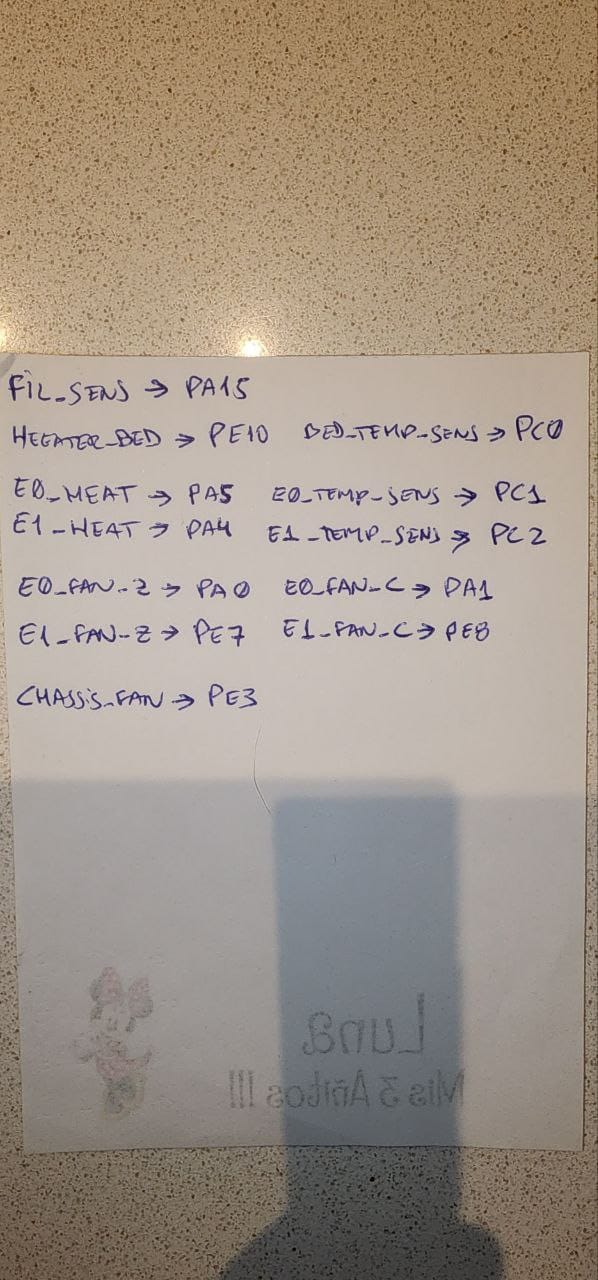 FIL_SENS → PA15
HEEATER_BED → PE10 BED_TEMP_SENS → PC0
E0_HEAT → PA5 E0_TEMP_SENS → PC1
E1_HEAT → PA4 E1_TEMP_SENS → PC2
E0_FAN_Z → PA0 E0_FAN_C → PA1
E1_FAN_Z → PE7 E1_FAN_C → PE8
CHASSIS_FAN → PE3
Luna
Mis 3 Añitos !!!